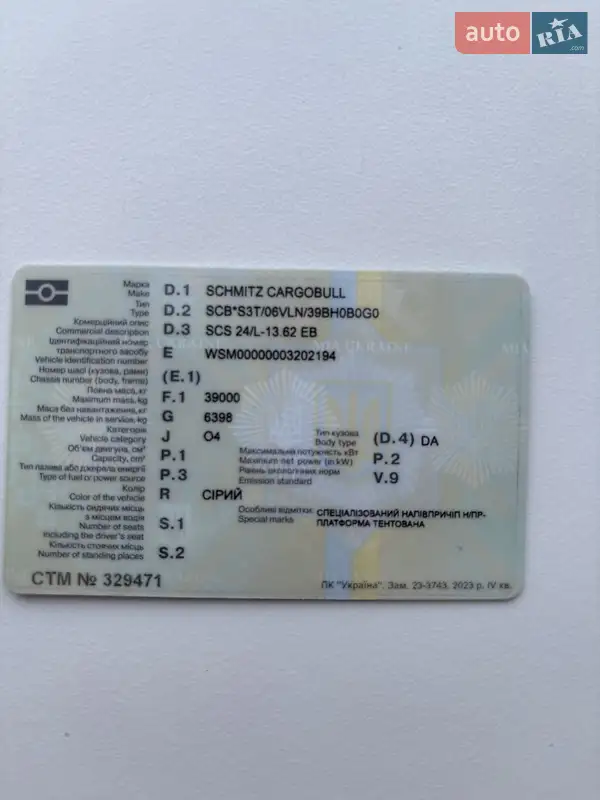 auto RIA .com
Марка
Make D.1 SCHMITZ CARGOBULL
Тип
Type D.2 SCB*S3T/06VLN/39BH0B0G0
Комерційний опис
Commercial description D.3 SCS 24/L-13.62 EB
Ідентифікаційний номер
транспортного засобу
Vehicle identification number E WSM00000003202194
Номер шасі (кузова, рами)
Chassis number (body, frame) (E.1)
Повна маса, кг
Maximum mass, kg F.1 39000
Маса без навантаження, кг
Mass of the vehicle in service, kg G 6398
Категорія
Vehicle category J O4
Тип кузова
Body type (D.4) DA
Об'єм двигуна, см³
Capacity, cm³ P.1
Максимальна потужність кВт
Maximum net power (in kW) P.2
Тип палива або джерела енергії
Type of fuel or power source P.3
Рівень екологічних норм
Emission standard V.9
Колір
Color of the vehicle R СІРИЙ
Кількість сидячих місць
з місцем водія
Number of seats
including the driver's seat S.1
Особливі відмітки
Special marks СПЕЦІАЛІЗОВАНИЙ НАПІВПРИЧІП Н/ПР-
ПЛАТФОРМА ТЕНТОВАНА
Кількість стоячих місць
Number of standing places S.2
СТМ № 329471
ПК "Україна". Зам. 23-3743, 2023 р. IV кв.
MIA UKRAINE